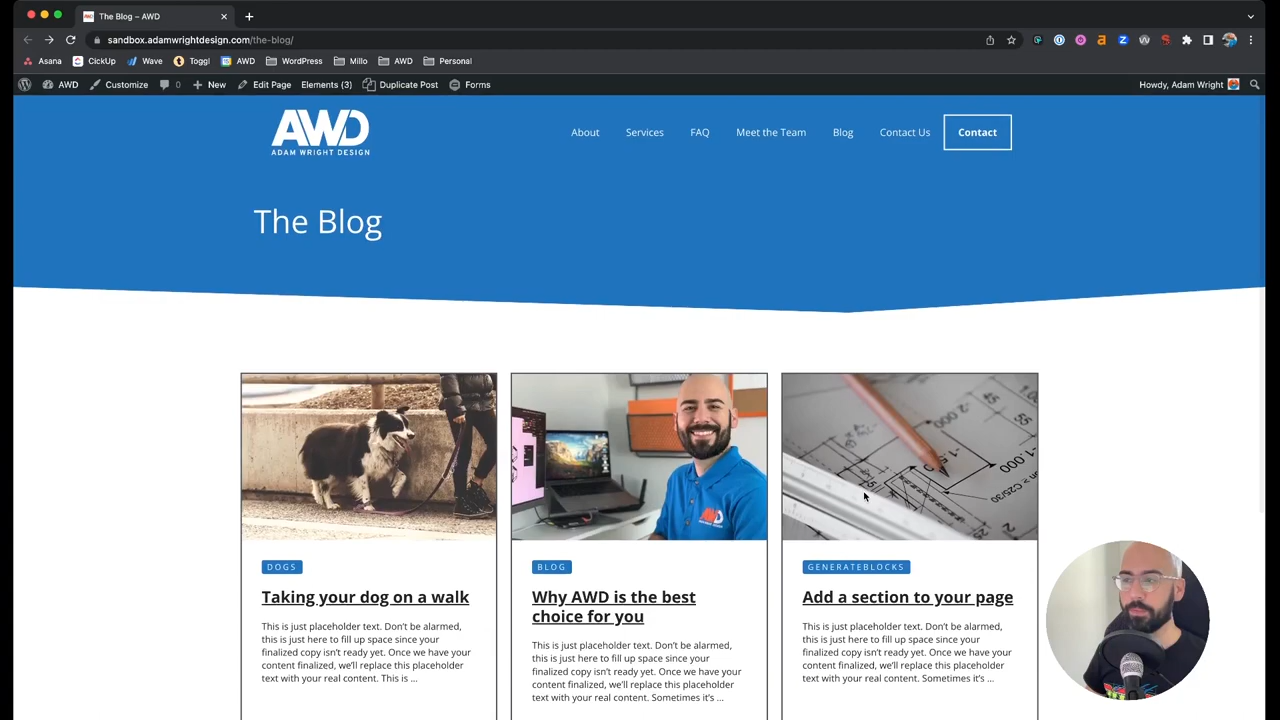 The Blog – AWD
sandbox.adamwrightdesign.com/the-blog/
Asana ClickUp Wave Toggl AWD WordPress Millo AWD Personal
AWD Customize 0 New Edit Page Elements (3) Duplicate Post Forms Howdy, Adam Wright
AWD
ADAM WRIGHT DESIGN
About Services FAQ Meet the Team Blog Contact Us Contact
The Blog
DOGS
Taking your dog on a walk
This is just placeholder text. Don’t be alarmed,
this is just here to fill up space since your
finalized copy isn’t ready yet. Once we have your
content finalized, we’ll replace this placeholder
text with your real content. This is ...
BLOG
Why AWD is the best
choice for you
This is just placeholder text. Don’t be alarmed,
this is just here to fill up space since your
finalized copy isn’t ready yet. Once we have your
content finalized, we’ll replace this placeholder
text with your real content. Sometimes it’s ...
2.000
1.000
C25/30
GENERATEBLOCKS
Add a section to your page
This is just placeholder text. Don’t be alarmed,
this is just here to fill up space since your
finalized copy isn’t ready yet. Once we have your
content finalized, we’ll replace this placeholder
text with your real content. Sometimes it’s ...